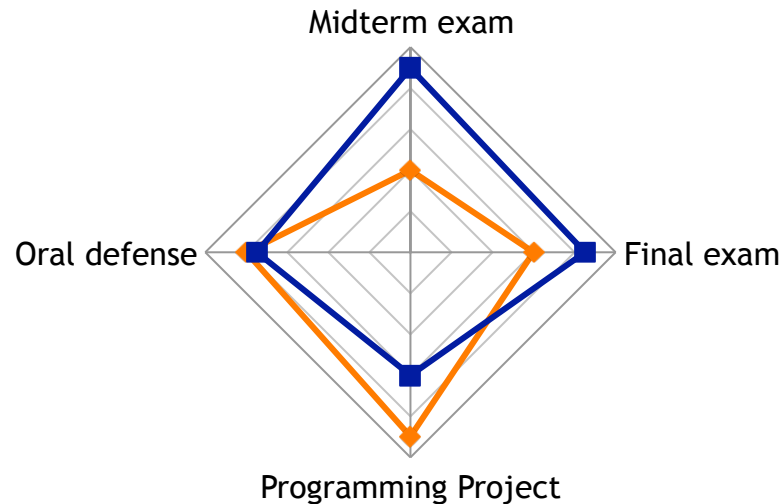 Midterm exam
Oral defense
Final exam
Programming Project